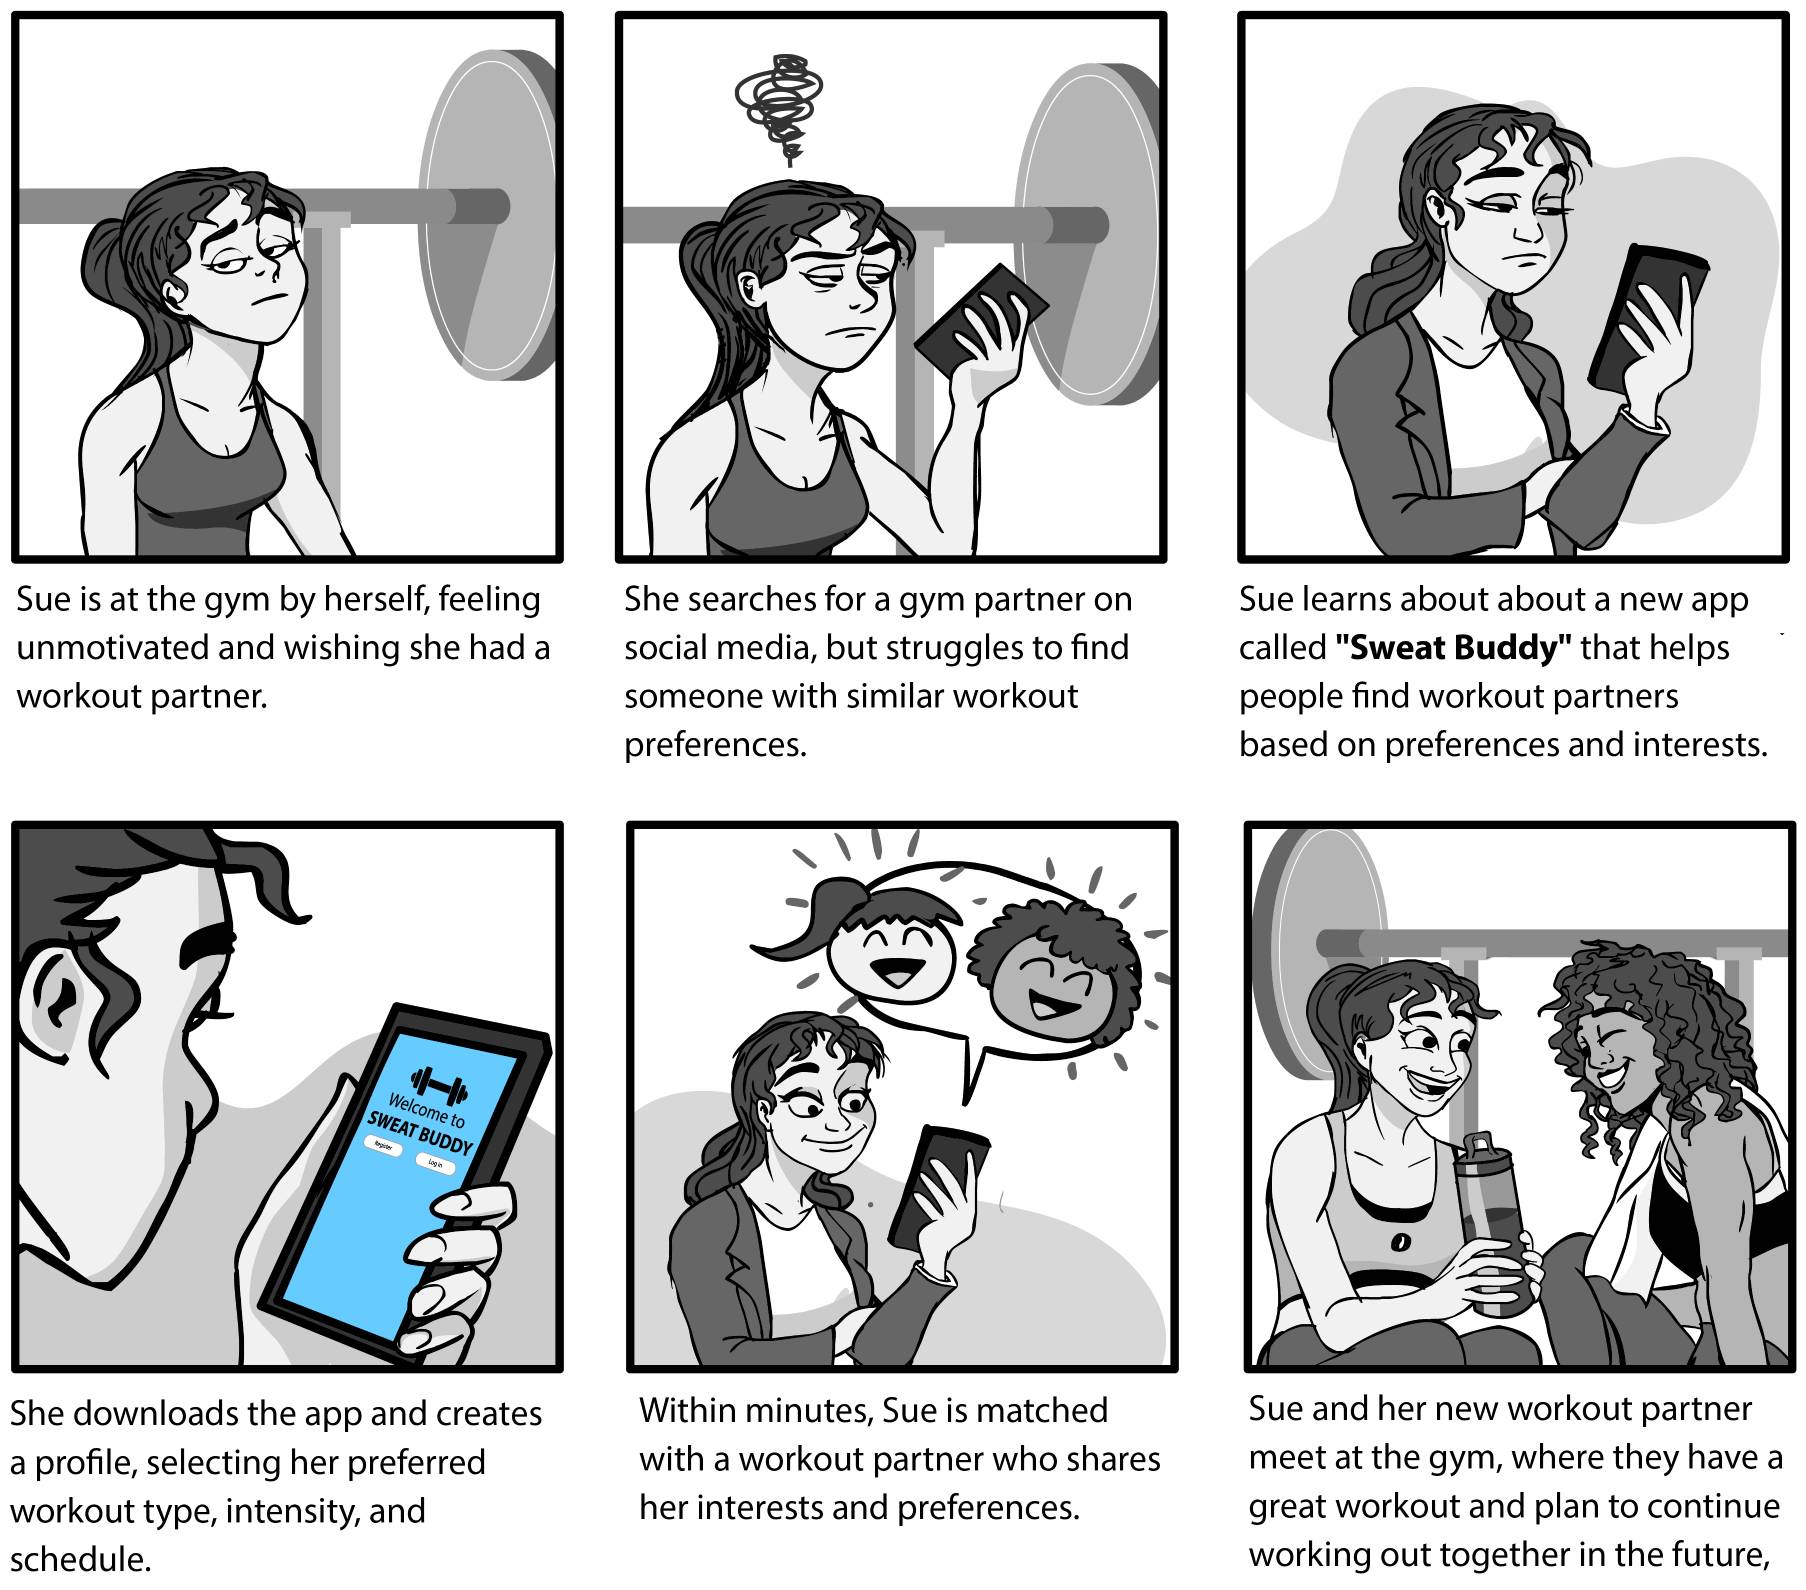 Sue is at the gym by herself, feeling
unmotivated and wishing she had a
workout partner.
She searches for a gym partner on
social media, but struggles to find
someone with similar workout
preferences.
Sue learns about about a new app
called "Sweat Buddy" that helps
people find workout partners
based on preferences and interests.
Welcome to
SWEAT BUDDY
Register
Log in
She downloads the app and creates
a profile, selecting her preferred
workout type, intensity, and
schedule.
Within minutes, Sue is matched
with a workout partner who shares
her interests and preferences.
Sue and her new workout partner
meet at the gym, where they have a
great workout and plan to continue
working out together in the future,